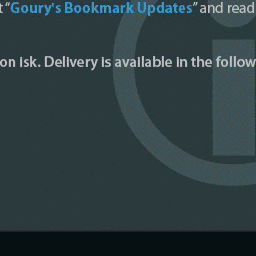 t “Goury's Bookmark Updates” and read
on isk. Delivery is available in the follow